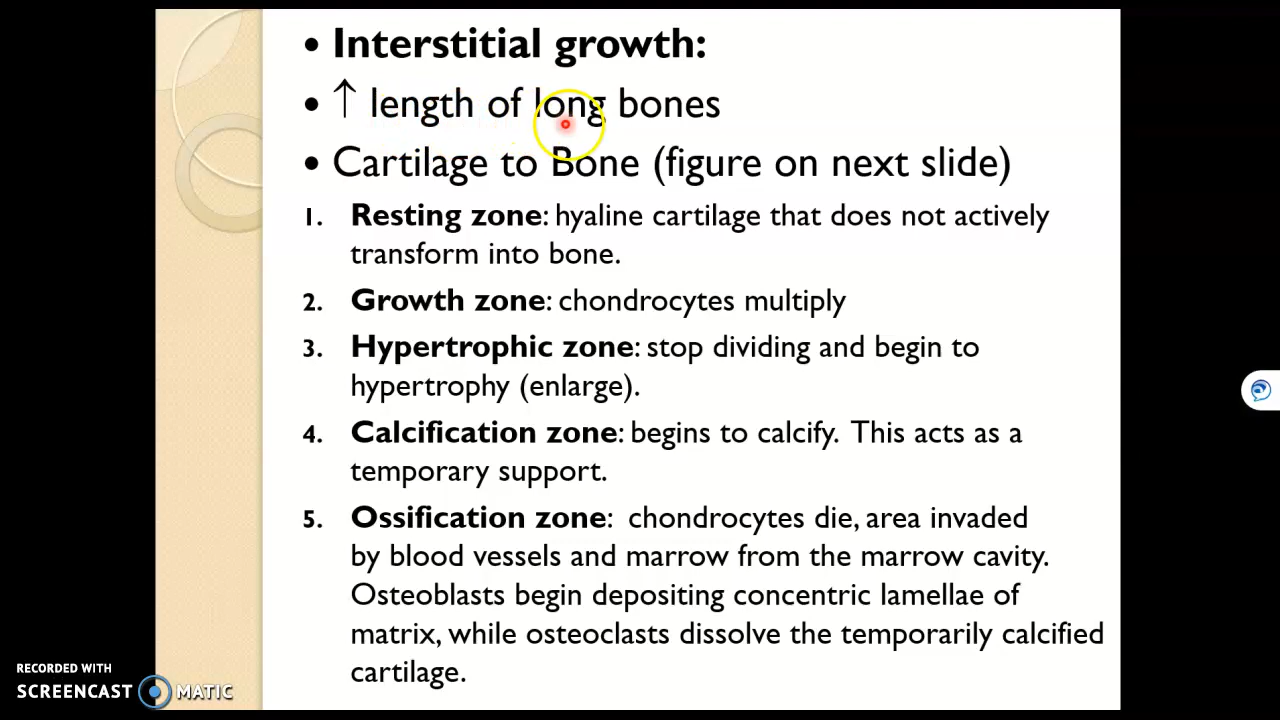 • Interstitial growth:
• ↑ length of long bones
• Cartilage to Bone (figure on next slide)
1. Resting zone: hyaline cartilage that does not actively
transform into bone.
2. Growth zone: chondrocytes multiply
3. Hypertrophic zone: stop dividing and begin to
hypertrophy (enlarge).
4. Calcification zone: begins to calcify. This acts as a
temporary support.
5. Ossification zone: chondrocytes die, area invaded
by blood vessels and marrow from the marrow cavity.
Osteoblasts begin depositing concentric lamellae of
matrix, while osteoclasts dissolve the temporarily calcified
cartilage.
RECORDED WITH
SCREENCAST MATIC